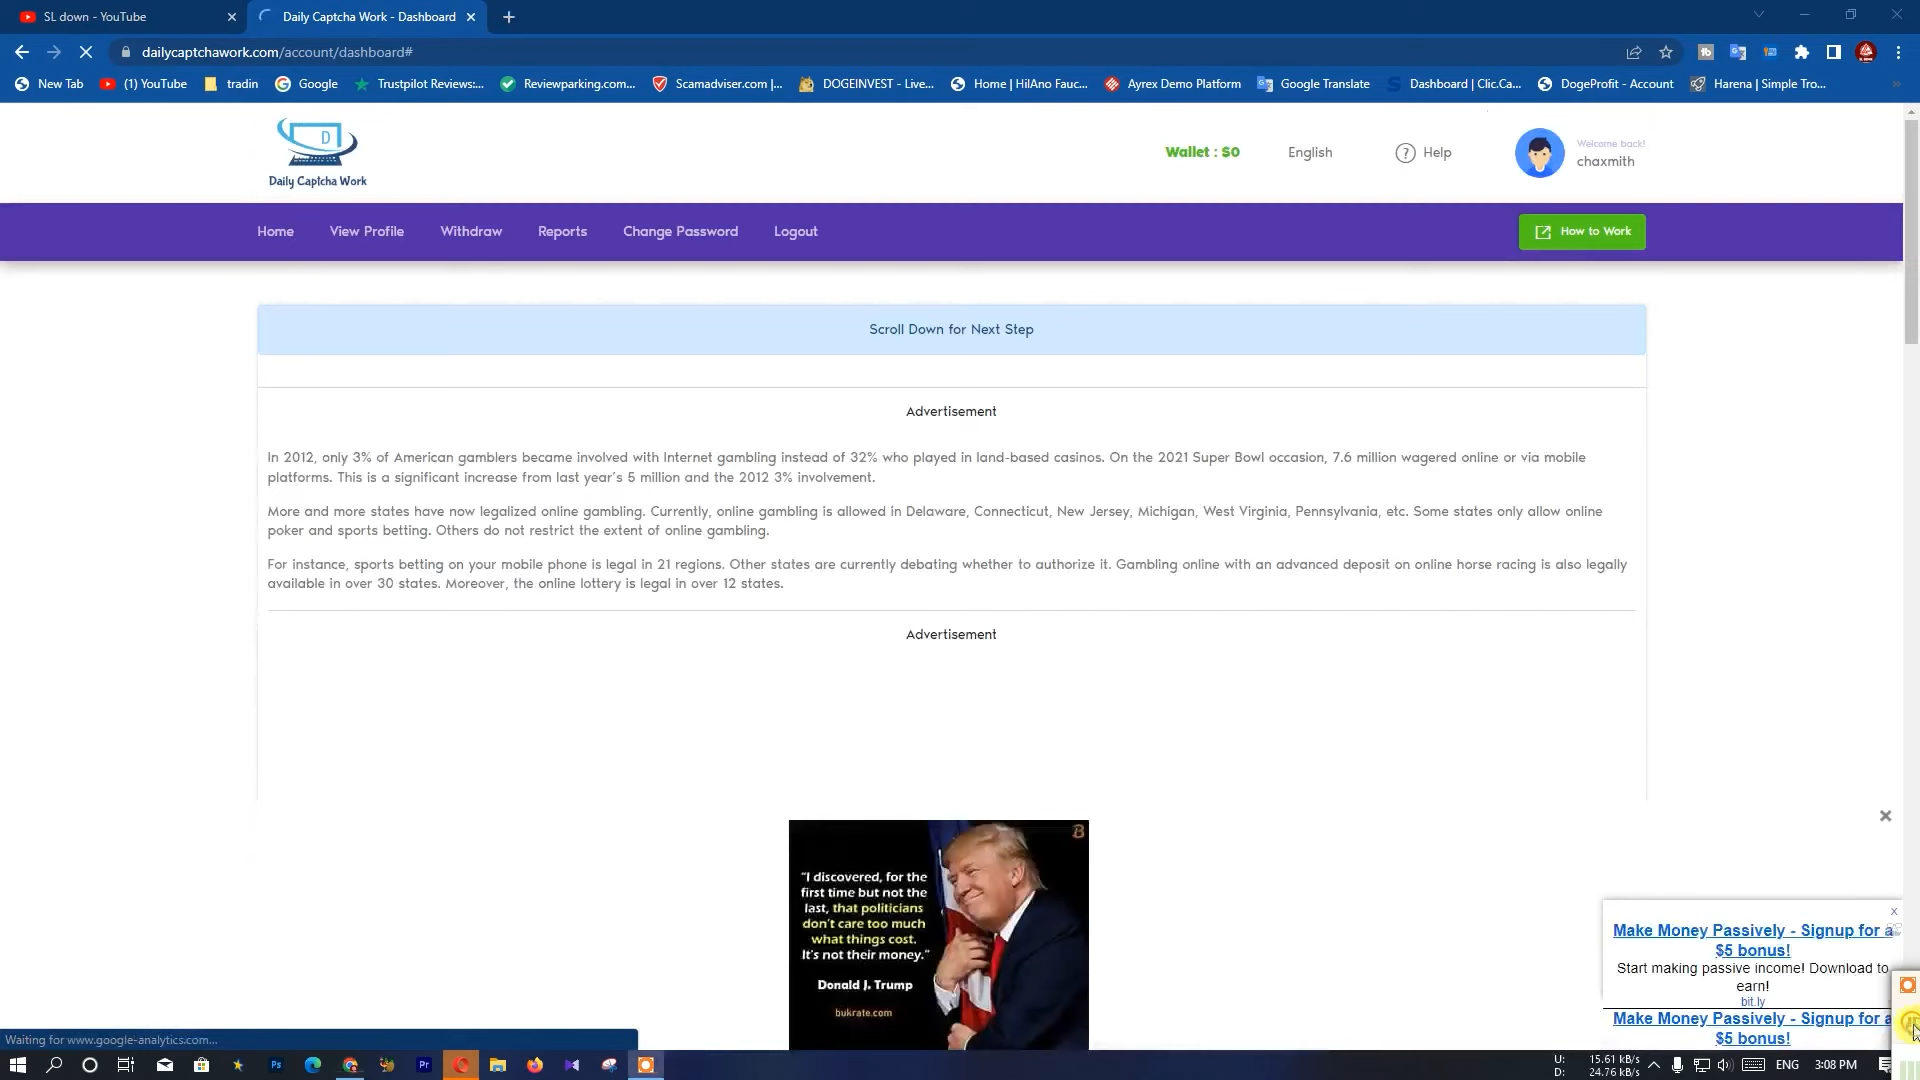 SL down - YouTube
Daily Captcha Work - Dashboard
dailycaptchawork.com/account/dashboard#
New Tab
(1) YouTube
tradin
Google
Trustpilot Reviews:...
Reviewparking.com...
Scamadviser.com |...
DOGEINVEST - Live...
Home | HilAno Fauc...
Ayrex Demo Platform
Google Translate
Dashboard | Clic.Ca...
DogeProfit - Account
Harena | Simple Tro...
D
Daily Captcha Work
Wallet : $0
English
? Help
Welcome back!
chaxmith
Home
View Profile
Withdraw
Reports
Change Password
Logout
How to Work
Scroll Down for Next Step
Advertisement
In 2012, only 3% of American gamblers became involved with Internet gambling instead of 32% who played in land-based casinos. On the 2021 Super Bowl occasion, 7.6 million wagered online or via mobile
platforms. This is a significant increase from last year's 5 million and the 2012 3% involvement.
More and more states have now legalized online gambling. Currently, online gambling is allowed in Delaware, Connecticut, New Jersey, Michigan, West Virginia, Pennsylvania, etc. Some states only allow online
poker and sports betting. Others do not restrict the extent of online gambling.
For instance, sports betting on your mobile phone is legal in 21 regions. Other states are currently debating whether to authorize it. Gambling online with an advanced deposit on online horse racing is also legally
available in over 30 states. Moreover, the online lottery is legal in over 12 states.
Advertisement
B
"I discovered, for the
first time but not the
last, that politicians
don't care too much
what things cost.
It's not their money."
Donald J. Trump
bukrate.com
x
Make Money Passively - Signup for a
$5 bonus!
Start making passive income! Download to
earn!
bit.ly
Make Money Passively - Signup for a
$5 bonus!
Waiting for www.google-analytics.com...
Ps
Pr
U: 15.61 kB/s
D: 24.76 kB/s
ENG
3:08 PM